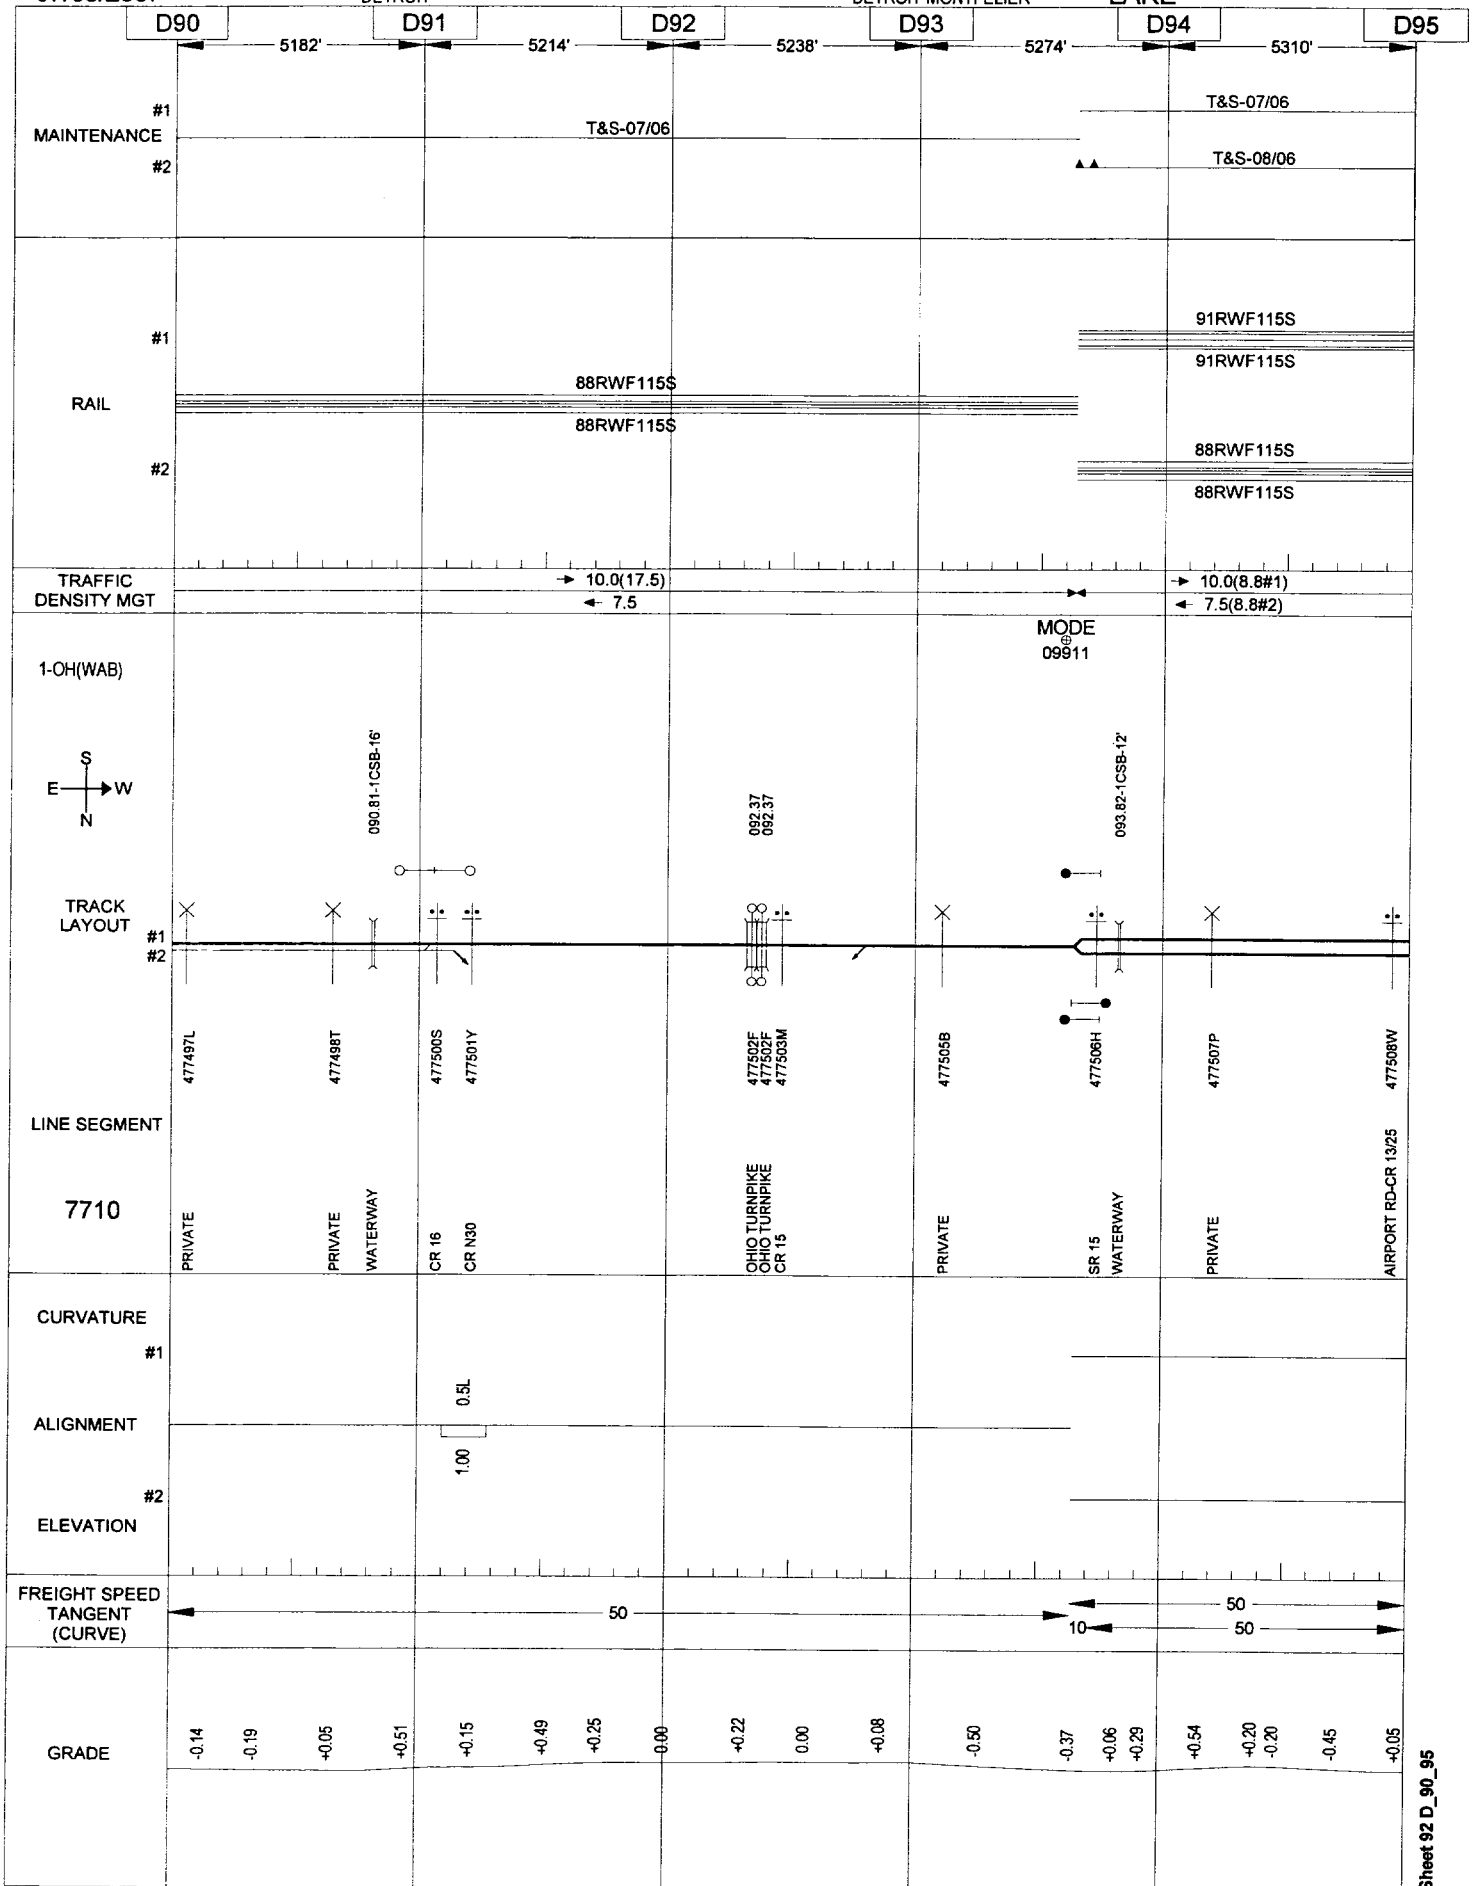 DETROIT
DETROIT-MONTPELIER
LAKE
D90 D91 D92 D93 D94 D95
5182' 5214' 5238' 5274' 5310'
#1
MAINTENANCE
#2
T&S-07/06
T&S-07/06
T&S-08/06
RAIL
#1
#2
88RWF115S
88RWF115S
91RWF115S
91RWF115S
88RWF115S
88RWF115S
TRAFFIC
DENSITY MGT
10.0(17.5)
7.5
10.0(8.8#1)
7.5(8.8#2)
MODE
09911
1-OH(WAB)
S
E W
N
090.81-1CSB-16'
092.37
092.37
093.82-1CSB-12'
TRACK
LAYOUT
#1
#2
477497L
477498T
477500S
477501Y
477502F
477502F
477503M
477505B
477506H
477507P
477508W
LINE SEGMENT
7710
PRIVATE
PRIVATE
WATERWAY
CR 16
CR N30
OHIO TURNPIKE
OHIO TURNPIKE
CR 15
PRIVATE
SR 15
WATERWAY
PRIVATE
AIRPORT RD-CR 13/25
CURVATURE
#1
ALIGNMENT
0.5L
1.00
#2
ELEVATION
FREIGHT SPEED
TANGENT
(CURVE)
50
50
10 50
GRADE
-0.14
-0.19
+0.05
+0.51
+0.15
+0.49
+0.25
+0.00
+0.22
0.00
+0.08
-0.50
-0.37
+0.06
+0.29
+0.54
+0.20
-0.20
-0.45
+0.05
Sheet 92 D_90_95